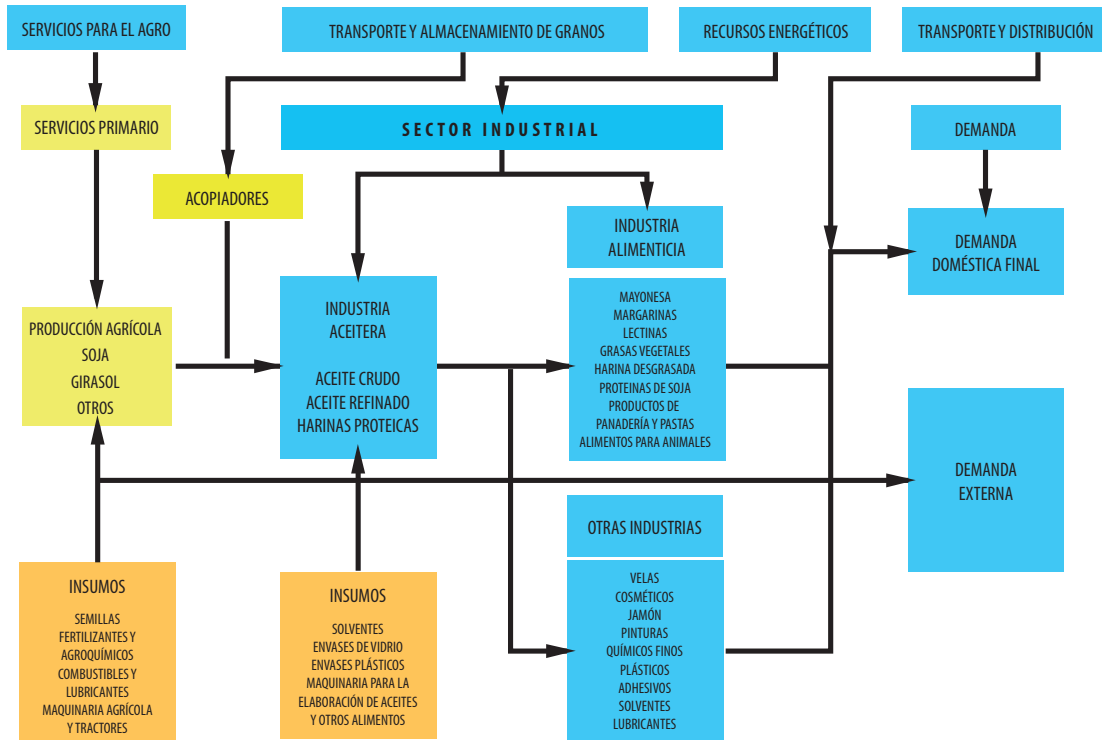 SERVICIOS PARA EL AGRO
TRANSPORTE Y ALMACENAMIENTO DE GRANOS
RECURSOS ENERGÉTICOS
TRANSPORTE Y DISTRIBUCIÓN
SERVICIOS PRIMARIO
SECTOR INDUSTRIAL
DEMANDA
ACOPIADORES
INDUSTRIA
ALIMENTICIA
DEMANDA
DOMÉSTICA FINAL
PRODUCCIÓN AGRÍCOLA
SOJA
GIRASOL
OTROS
INDUSTRIA
ACEITERA
ACEITE CRUDO
ACEITE REFINADO
HARINAS PROTEICAS
MAYONESA
MARGARINAS
LECTINAS
GRASAS VEGETALES
HARINA DESGRASADA
PROTEINAS DE SOJA
PRODUCTOS DE
PANADERÍA Y PASTAS
ALIMENTOS PARA ANIMALES
DEMANDA
EXTERNA
OTRAS INDUSTRIAS
INSUMOS
SEMILLAS
FERTILIZANTES Y
AGROQUÍMICOS
COMBUSTIBLES Y
LUBRICANTES
MAQUINARIA AGRÍCOLA
Y TRACTORES
INSUMOS
SOLVENTES
ENVASES DE VIDRIO
ENVASES PLÁSTICOS
MAQUINARIA PARA LA
ELABORACIÓN DE ACEITES
Y OTROS ALIMENTOS
VELAS
COSMÉTICOS
JAMÓN
PINTURAS
QUÍMICOS FINOS
PLÁSTICOS
ADHESIVOS
SOLVENTES
LUBRICANTES